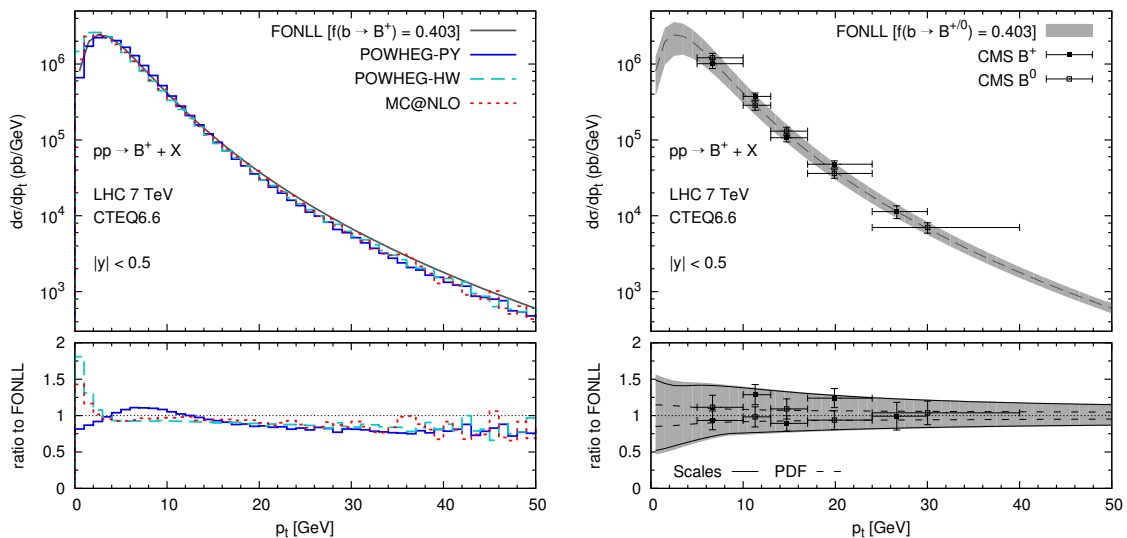 FONLL [f(b → B⁺) = 0.403]
POWHEG-PY
POWHEG-HW
MC@NLO
pp → B⁺ + X
LHC 7 TeV
CTEQ6.6
|y| < 0.5
dσ/dpₜ (pb/GeV)
10⁶
10⁵
10⁴
10³
ratio to FONLL
2
1.5
1
0.5
0
0 10 20 30 40 50
pₜ [GeV]
FONLL [f(b → B⁺ᐟ⁰) = 0.403]
CMS B⁺
CMS B⁰
pp → B⁺ + X
LHC 7 TeV
CTEQ6.6
|y| < 0.5
dσ/dpₜ (pb/GeV)
10⁶
10⁵
10⁴
10³
ratio to FONLL
2
1.5
1
0.5
0
Scales PDF
0 10 20 30 40 50
pₜ [GeV]